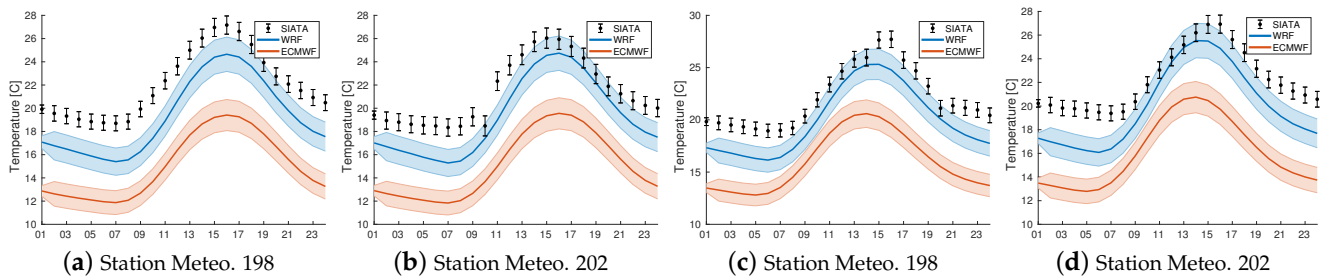 28
26
24
22
20
18
16
14
12
10
Temperature [C]
01 03 05 07 09 11 13 15 17 19 21 23
SIATA
WRF
ECMWF
(a) Station Meteo. 198
28
26
24
22
20
18
16
14
12
10
Temperature [C]
01 03 05 07 09 11 13 15 17 19 21 23
SIATA
WRF
ECMWF
(b) Station Meteo. 202
30
25
20
15
10
Temperature [C]
01 03 05 07 09 11 13 15 17 19 21 23
SIATA
WRF
ECMWF
(c) Station Meteo. 198
28
26
24
22
20
18
16
14
12
10
Temperature [C]
01 03 05 07 09 11 13 15 17 19 21 23
SIATA
WRF
ECMWF
(d) Station Meteo. 202